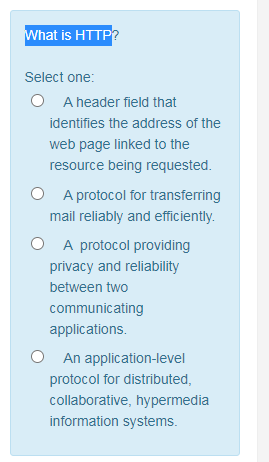 What is HTTP?
Select one:
A header field that
identifies the address of the
web page linked to the
resource being requested.
A protocol for transferring
mail reliably and efficiently.
A protocol providing
privacy and reliability
between two
communicating
applications.
An application-level
protocol for distributed,
collaborative, hypermedia
information systems.